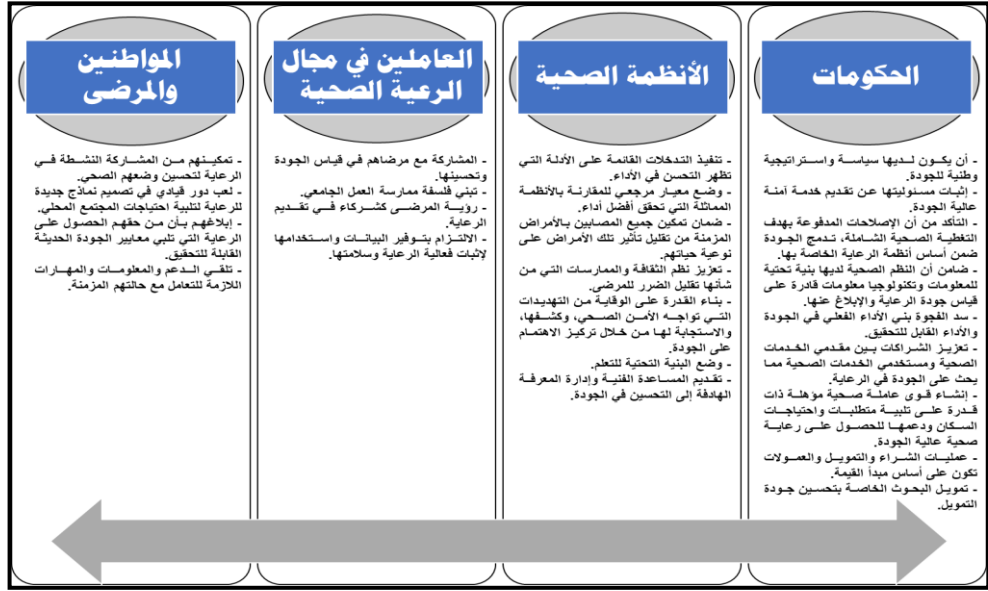 الحكومات
- أن يكون لديها سياسة واستراتيجية
وطنية للجودة.
- إثبات مسئوليتها عن تقديم خدمة آمنة
عالية الجودة.
- التأكد من أن الإصلاحات المدفوعة بهدف
التغطية الصحية الشاملة، تدمج الجودة
ضمن أساس أنظمة الرعاية الخاصة بها.
- ضامن أن النظم الصحية لديها بنية تحتية
للمعلومات وتكنولوجيا معلومات قادرة على
قياس جودة الرعاية والإبلاغ عنها.
- سد الفجوة بني الأداء الفعلي في الجودة
والأداء القابل للتحقيق.
- تعزيز الشراكات بين مقدمي الخدمات
الصحية ومستخدمي الخدمات الصحية مما
يحث على الجودة في الرعاية.
- إنشاء قوى عاملة صحية مؤهلة ذات
قدرة على تلبية متطلبات واحتياجات
السكان ودعمها للحصول على رعاية
صحية عالية الجودة.
- عمليات الشراء والتمويل والعمولات
تكون على أساس مبدأ القيمة.
- تمويل البحوث الخاصة بتحسين جودة
التمويل.
الأنظمة الصحية
- تنفيذ التدخلات القائمة على الأدلة التي
تظهر التحسن في الأداء.
- وضع معيار مرجعي للمقارنة بالأنظمة
المماثلة التي تحقق أفضل أداء.
- ضمان تمكين جميع المصابين بالأمراض
المزمنة من تقليل تأثير تلك الأمراض على
نوعية حياتهم.
- تعزيز نظم الثقافة والممارسات التي من
شأنها تقليل الضرر للمرضى.
- بناء القدرة على الوقاية من التهديدات
التي تواجه الأمن الصحي، وكشفها،
والاستجابة لها من خلال تركيز الاهتمام
على الجودة.
- وضع البنية التحتية للتعلم.
- تقديم المساعدة الفنية وإدارة المعرفة
الهادفة إلى التحسين في الجودة.
العاملين في مجال
الرعية الصحية
- المشاركة مع مرضاهم في قياس الجودة
وتحسينها.
- تبني فلسفة ممارسة العمل الجامعي.
- رؤية المرضى كشركاء في تقديم
الرعاية.
- الالتزام بتوفير البيانات واستخدامها
لإثبات فعالية الرعاية وسلامتها.
المواطنين
والمرضى
- تمكينهم من المشاركة النشطة في
الرعاية لتحسين وضعهم الصحي.
- لعب دور قيادي في تصميم نماذج جديدة
للرعاية لتلبية احتياجات المجتمع المحلي.
- إبلاغهم بأن من حقهم الحصول على
الرعاية التي تلبي معايير الجودة الحديثة
القابلة للتحقيق.
- تلقي الدعم والمعلومات والمهارات
اللازمة للتعامل مع حالتهم المزمنة.